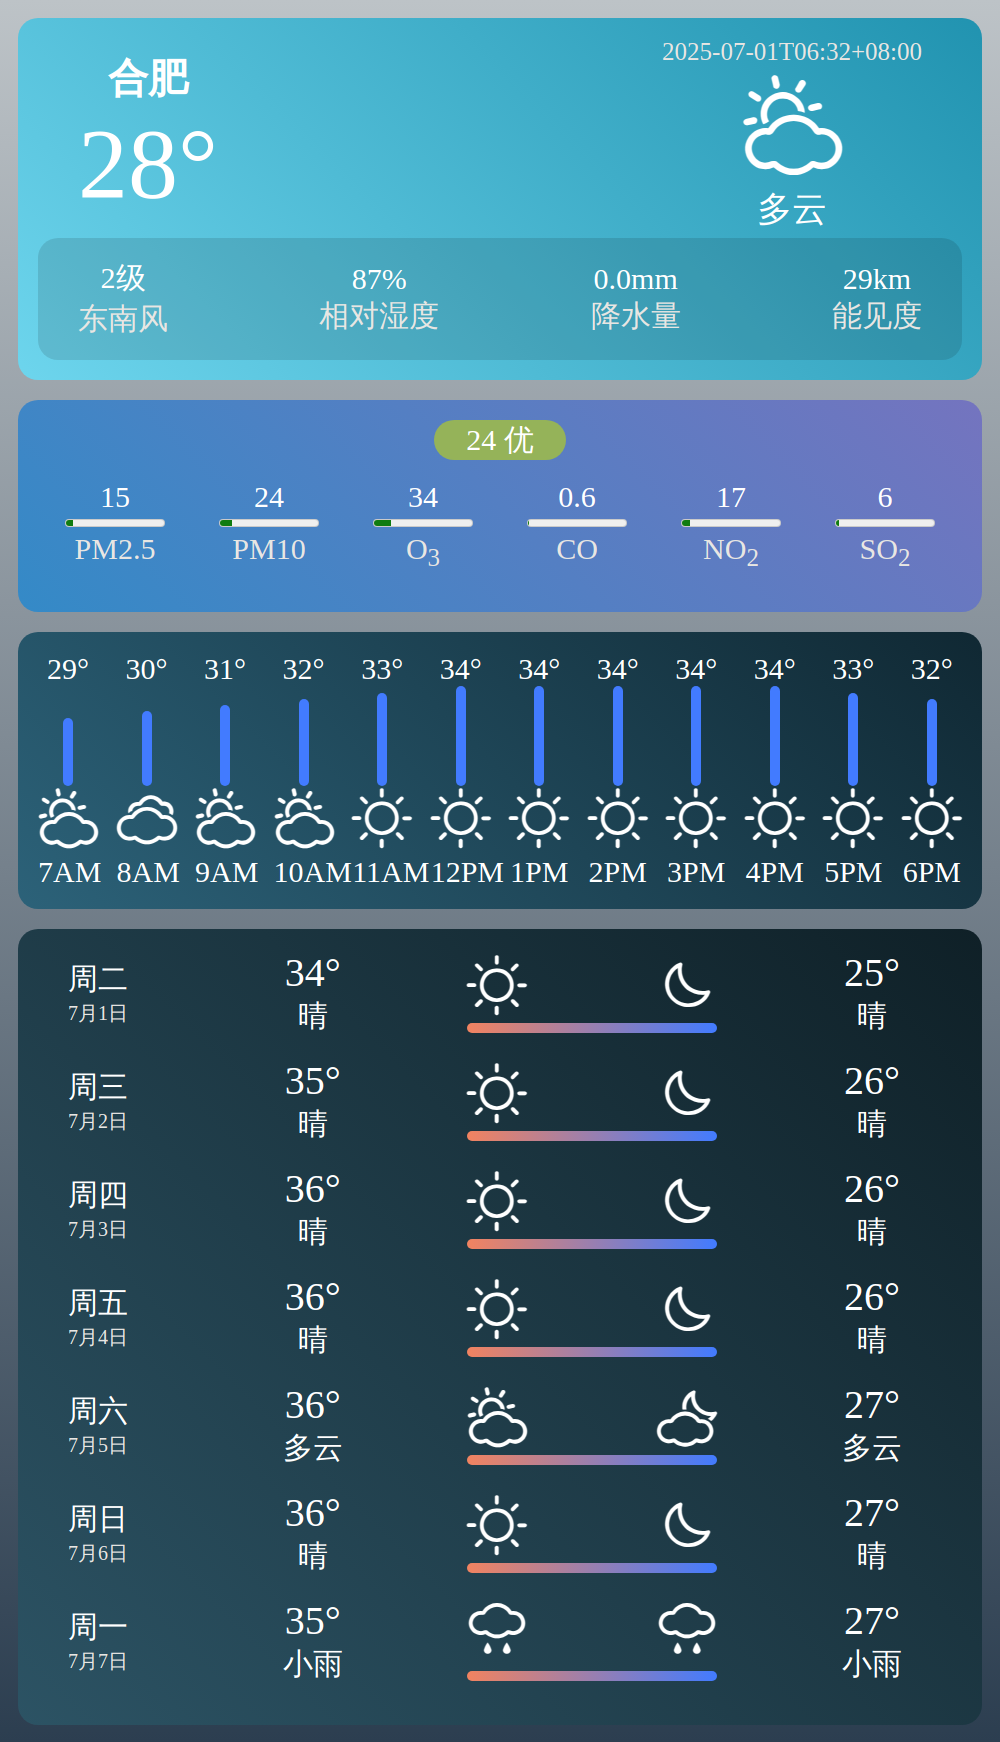 2025-07-01T06:32+08:00
合肥
28°
多云
2级 87% 0.0mm 29km
东南风 相对湿度 降水量 能见度
24 优
15 24 34 0.6 17 6
PM2.5 PM10 O3 CO NO2 SO2
29° 30° 31° 32° 33° 34° 34° 34° 34° 34° 33° 32°
7AM 8AM 9AM 10AM 11AM 12PM 1PM 2PM 3PM 4PM 5PM 6PM
周二 34° 25°
7月1日 晴 晴
周三 35° 26°
7月2日 晴 晴
周四 36° 26°
7月3日 晴 晴
周五 36° 26°
7月4日 晴 晴
周六 36° 27°
7月5日 多云 多云
周日 36° 27°
7月6日 晴 晴
周一 35° 27°
7月7日 小雨 小雨